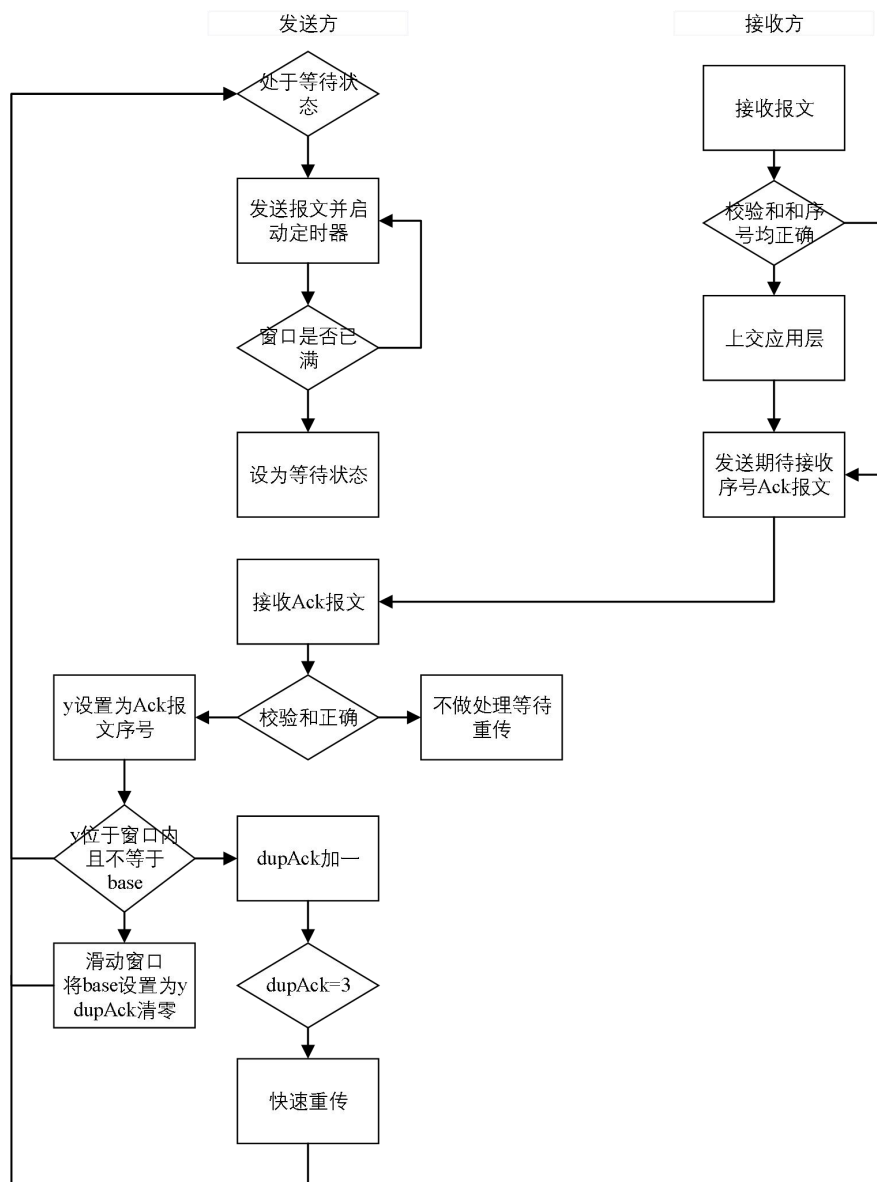 发送方
接收方
处于等待状
态
接收报文
发送报文并启
动定时器
校验和和序
号均正确
窗口是否已
满
上交应用层
设为等待状态
发送期待接收
序号Ack报文
接收Ack报文
y设置为Ack报
文序号
校验和正确
不做处理等待
重传
y位于窗口内
且不等于
base
dupAck加一
滑动窗口
将base设置为y
dupAck清零
dupAck=3
快速重传